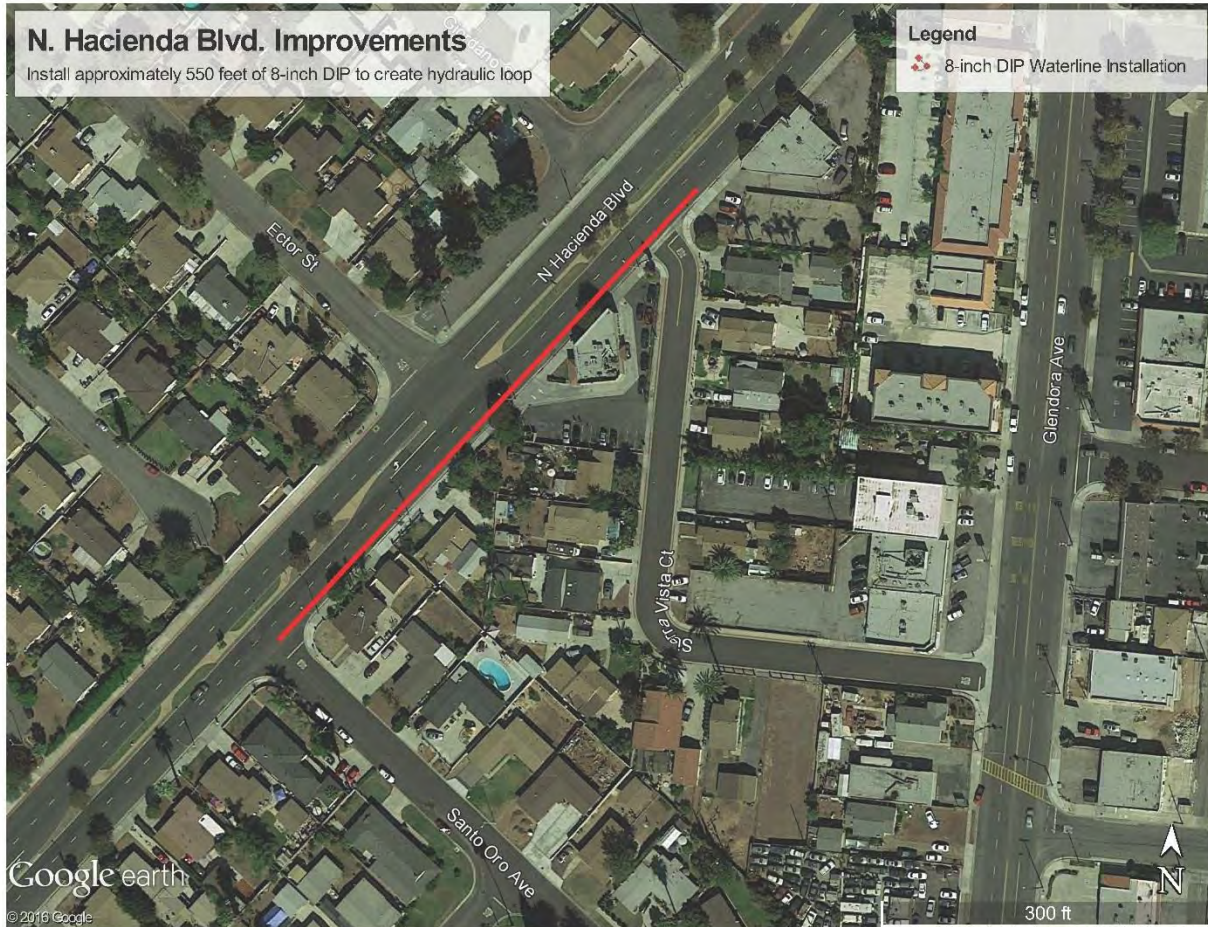 N. Hacienda Blvd. Improvements
Install approximately 550 feet of 8-inch DIP to create hydraulic loop
Legend
8-inch DIP Waterline Installation
N Hacienda Blvd
Ector St
Glendora Ave
Sierra Vista Ct
Santo Oro Ave
Google earth
© 2016 Google
N
300 ft